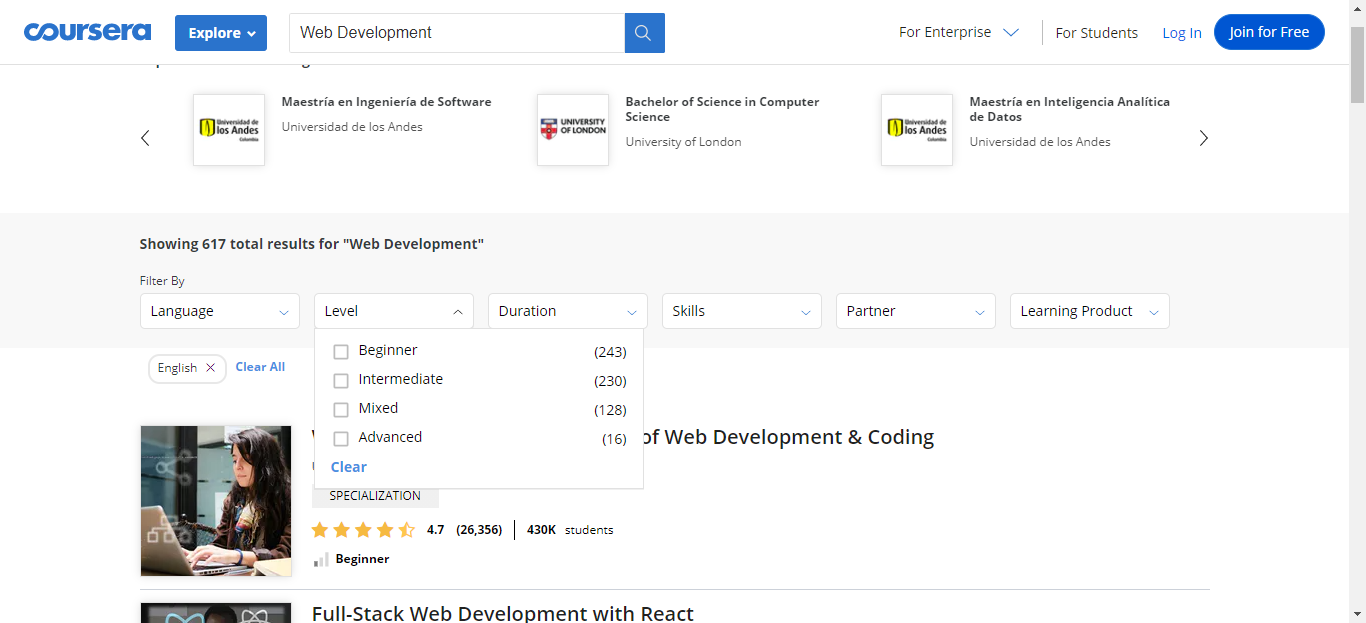 coursera
Explore
Web Development
For Enterprise
For Students
Log In
Join for Free
Universidad de los Andes
Colombia
Maestría en Ingeniería de Software
Universidad de los Andes
UNIVERSITY OF LONDON
Bachelor of Science in Computer
Science
University of London
Universidad de los Andes
Colombia
Maestría en Inteligencia Analítica
de Datos
Universidad de los Andes
Showing 617 total results for "Web Development"
Filter By
Language
Level
Duration
Skills
Partner
Learning Product
English
Clear All
Beginner (243)
Intermediate (230)
Mixed (128)
Advanced (16)
Clear
of Web Development & Coding
SPECIALIZATION
4.7 (26,356) 430K students
Beginner
Full-Stack Web Development with React